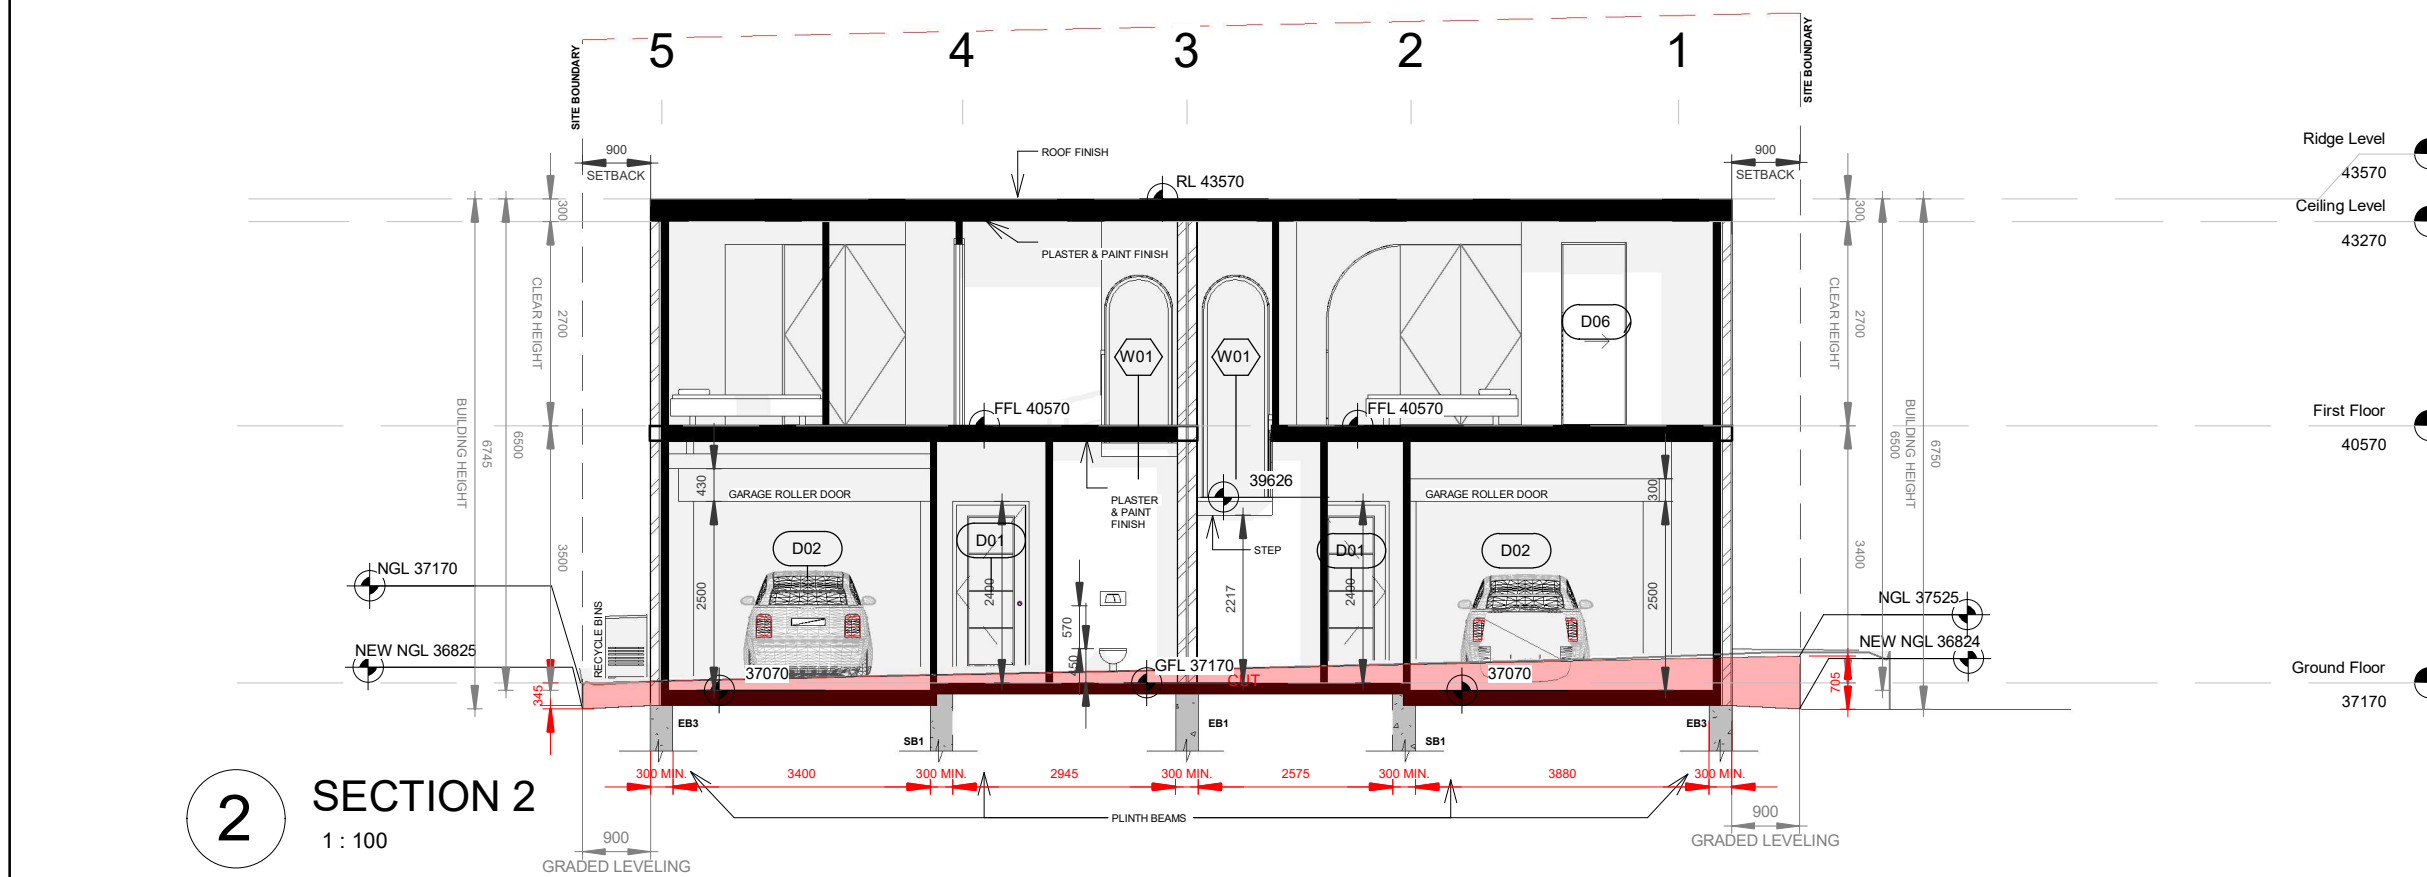 5 4 3 2 1
SITE BOUNDARY
SITE BOUNDARY
900
SETBACK
ROOF FINISH
RL 43570
900
SETBACK
Ridge Level
43570
Ceiling Level
43270
First Floor
40570
Ground Floor
37170
300
CLEAR HEIGHT
2700
BUILDING HEIGHT
6745
6500
3500
345
PLASTER & PAINT FINISH
W01
W01
D06
FFL 40570
FFL 40570
300
CLEAR HEIGHT
2700
BUILDING HEIGHT
6750
6500
3400
705
430
GARAGE ROLLER DOOR
2500
D02
D01
2400
PLASTER
& PAINT
FINISH
570
450
39626
STEP
2217
D01
2400
GARAGE ROLLER DOOR
300
D02
2500
NGL 37170
NEW NGL 36825
RECYCLE BINS
37070
GFL 37170
CUT
37070
NGL 37525
NEW NGL 36824
EB3
SB1
EB1
SB1
EB3
300 MIN.
3400
300 MIN.
2945
300 MIN.
2575
300 MIN.
3880
300 MIN.
PLINTH BEAMS
900
GRADED LEVELING
900
GRADED LEVELING
2
SECTION 2
1 : 100